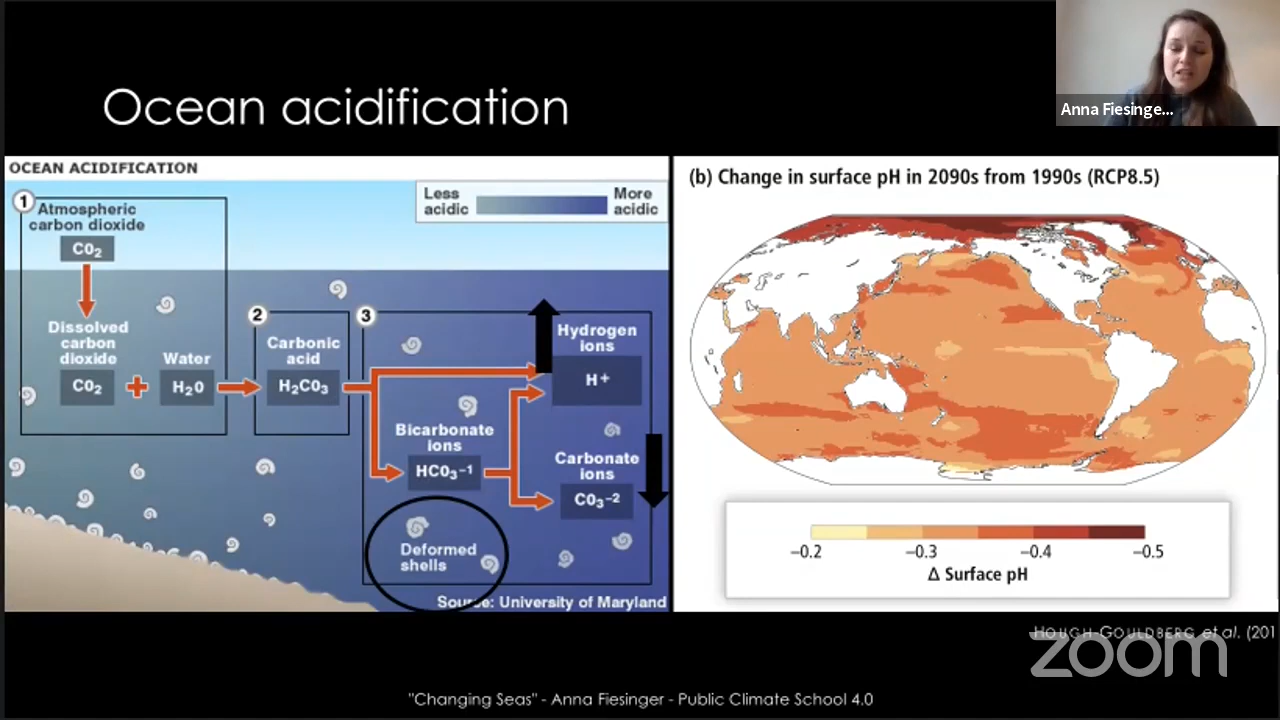 Anna Fiesinge...
Ocean acidification
OCEAN ACIDIFICATION
Less
acidic
More
acidic
1
Atmospheric
carbon dioxide
CO₂
Dissolved
carbon
dioxide
CO₂
+
Water
H₂O
2
Carbonic
acid
H₂CO₃
3
Hydrogen
ions
H+
Bicarbonate
ions
HCO₃⁻¹
Carbonate
ions
CO₃⁻²
Deformed
shells
Source: University of Maryland
(b) Change in surface pH in 2090s from 1990s (RCP8.5)
−0.2
−0.3
−0.4
−0.5
Δ Surface pH
HOUGH GOULDBERG et al. (201
zoom
"Changing Seas" - Anna Fiesinger - Public Climate School 4.0